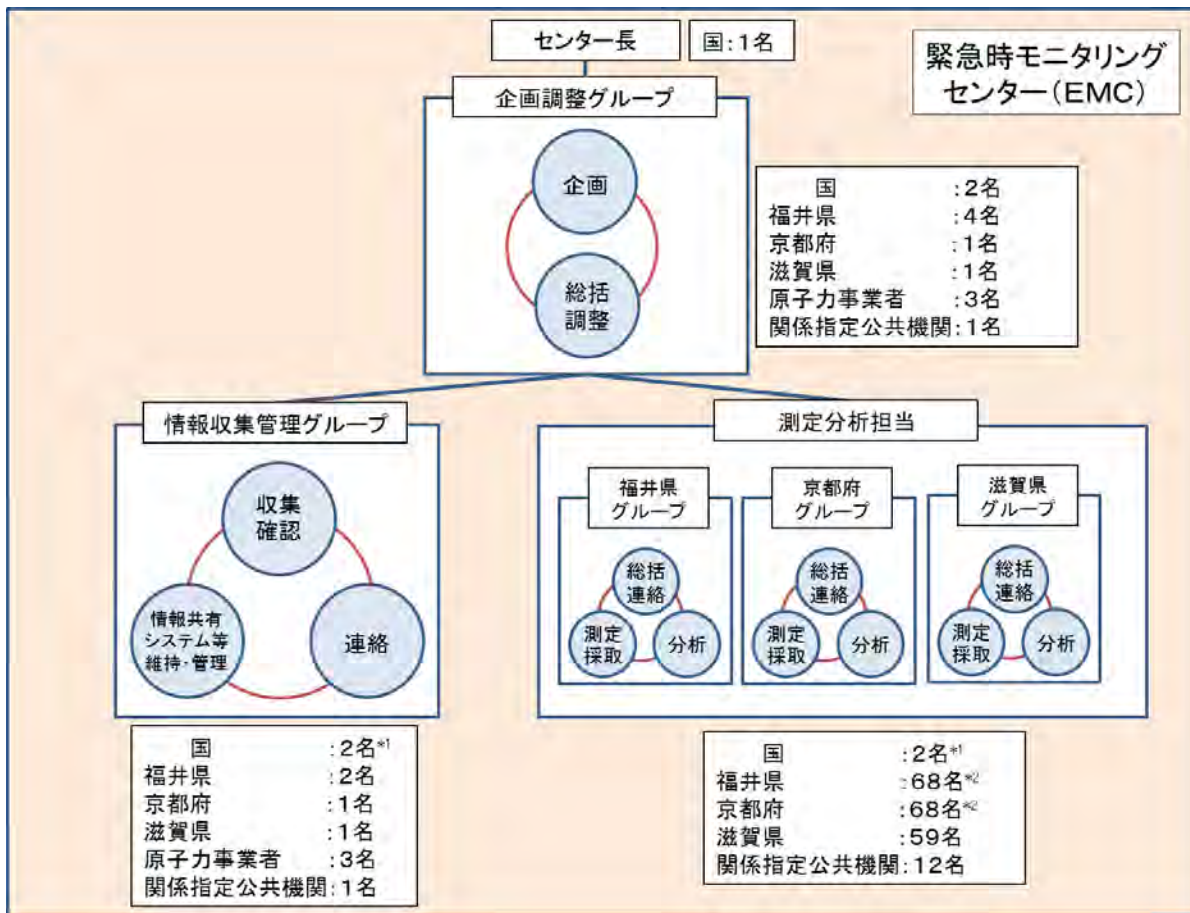 センター長
国:1名
緊急時モニタリング
センター(EMC)
企画調整グループ
企画
総括
調整
国 :2名
福井県 :4名
京都府 :1名
滋賀県 :1名
原子力事業者 :3名
関係指定公共機関:1名
情報収集管理グループ
収集
確認
情報共有
システム等
維持・管理
連絡
国 :2名*1
福井県 :2名
京都府 :1名
滋賀県 :1名
原子力事業者 :3名
関係指定公共機関:1名
測定分析担当
福井県
グループ
総括
連絡
測定
採取
分析
京都府
グループ
総括
連絡
測定
採取
分析
滋賀県
グループ
総括
連絡
測定
採取
分析
国 :2名*1
福井県 :68名*2
京都府 :68名*2
滋賀県 :59名
関係指定公共機関:12名